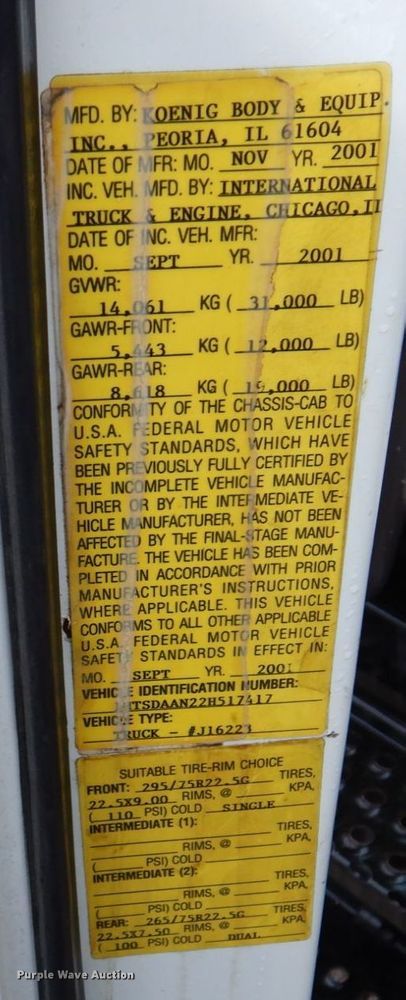 MFD. BY: KOENIG BODY & EQUIP
INC., PEORIA, IL 61604
DATE OF MFR: MO. NOV YR. 2001
INC. VEH. MFD. BY: INTERNATIONAL
TRUCK & ENGINE, CHICAGO, Il
DATE OF INC. VEH. MFR:
MO. SEPT YR. 2001
GVWR:
14,061 KG ( 31,000 LB)
GAWR-FRONT:
5,443 KG ( 12,000 LB)
GAWR-REAR:
8,618 KG ( 19,000 LB)
CONFORMITY OF THE CHASSIS-CAB TO
U.S.A. FEDERAL MOTOR VEHICLE
SAFETY STANDARDS, WHICH HAVE
BEEN PREVIOUSLY FULLY CERTIFIED BY
THE INCOMPLETE VEHICLE MANUFAC-
TURER OR BY THE INTERMEDIATE VE-
HICLE MANUFACTURER, HAS NOT BEEN
AFFECTED BY THE FINAL-STAGE MANU-
FACTURE. THE VEHICLE HAS BEEN COM-
PLETED IN ACCORDANCE WITH PRIOR
MANUFACTURER'S INSTRUCTIONS,
WHERE APPLICABLE. THIS VEHICLE
CONFORMS TO ALL OTHER APPLICABLE
U.S.A. FEDERAL MOTOR VEHICLE
SAFETY STANDARDS IN EFFECT IN:
MO. SEPT YR. 2001
VEHICLE IDENTIFICATION NUMBER:
VEHICLE TYPE:
TRUCK - #J16223
SUITABLE TIRE-RIM CHOICE
FRONT: 295/75R22.5G TIRES,
22.5X9.00 RIMS, @ KPA,
( 110 PSI) COLD SINGLE
INTERMEDIATE (1):
TIRES,
RIMS, @ KPA,
( PSI) COLD
INTERMEDIATE (2):
TIRES,
RIMS, @ KPA,
( PSI) COLD
REAR: 265/75R22.5G TIRES,
22.5X7.50 RIMS, @ KPA,
( 100 PSI) COLD DUAL
Purple Wave Auction